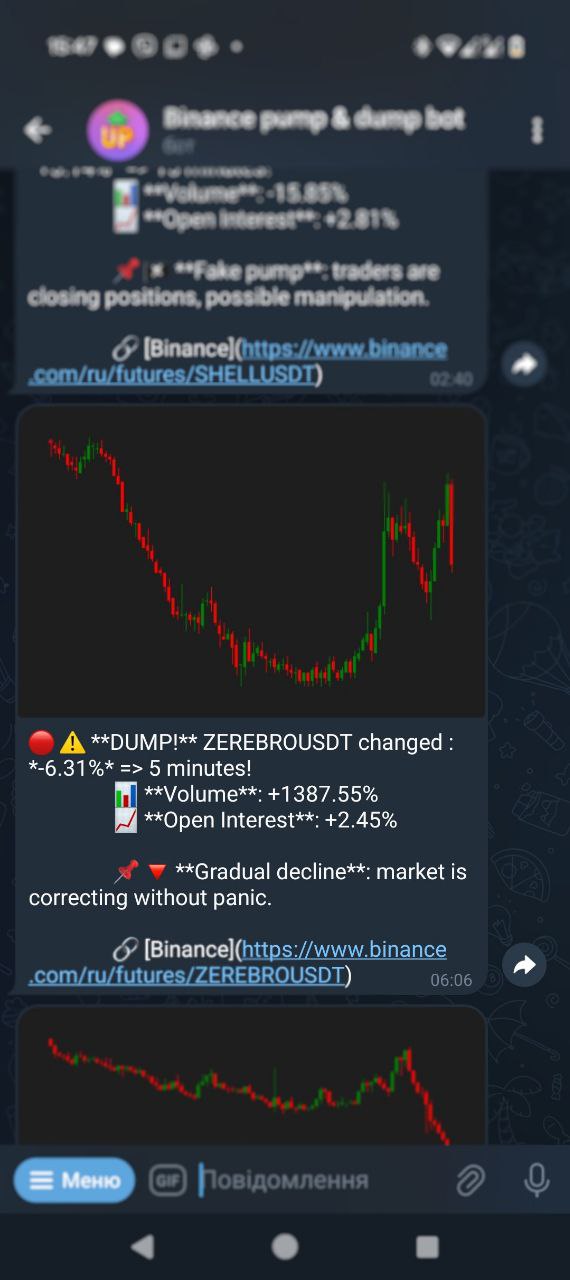 15:47
UP
Binance pump & dump bot
бот
**Volume**: -15.85%
**Open Interest**: +2.81%
**Fake pump**: traders are
closing positions, possible manipulation.
[Binance](https://www.binance
.com/ru/futures/SHELLUSDT)
02:40
**DUMP!** ZEREBROUSDT changed :
*-6.31%* => 5 minutes!
**Volume**: +1387.55%
**Open Interest**: +2.45%
**Gradual decline**: market is
correcting without panic.
[Binance](https://www.binance
.com/ru/futures/ZEREBROUSDT)
06:06
Меню
GIF
Повідомлення